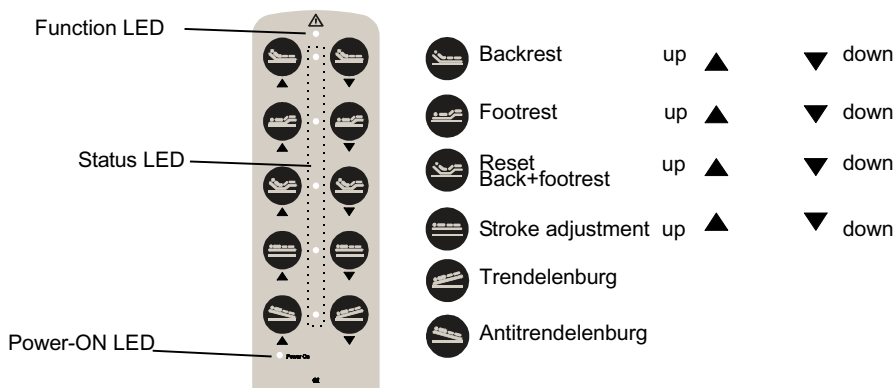 Function LED
Status LED
Power-ON LED
Power On
Backrest up down
Footrest up down
Reset up down
Back+footrest
Stroke adjustment up down
Trendelenburg
Antitrendelenburg